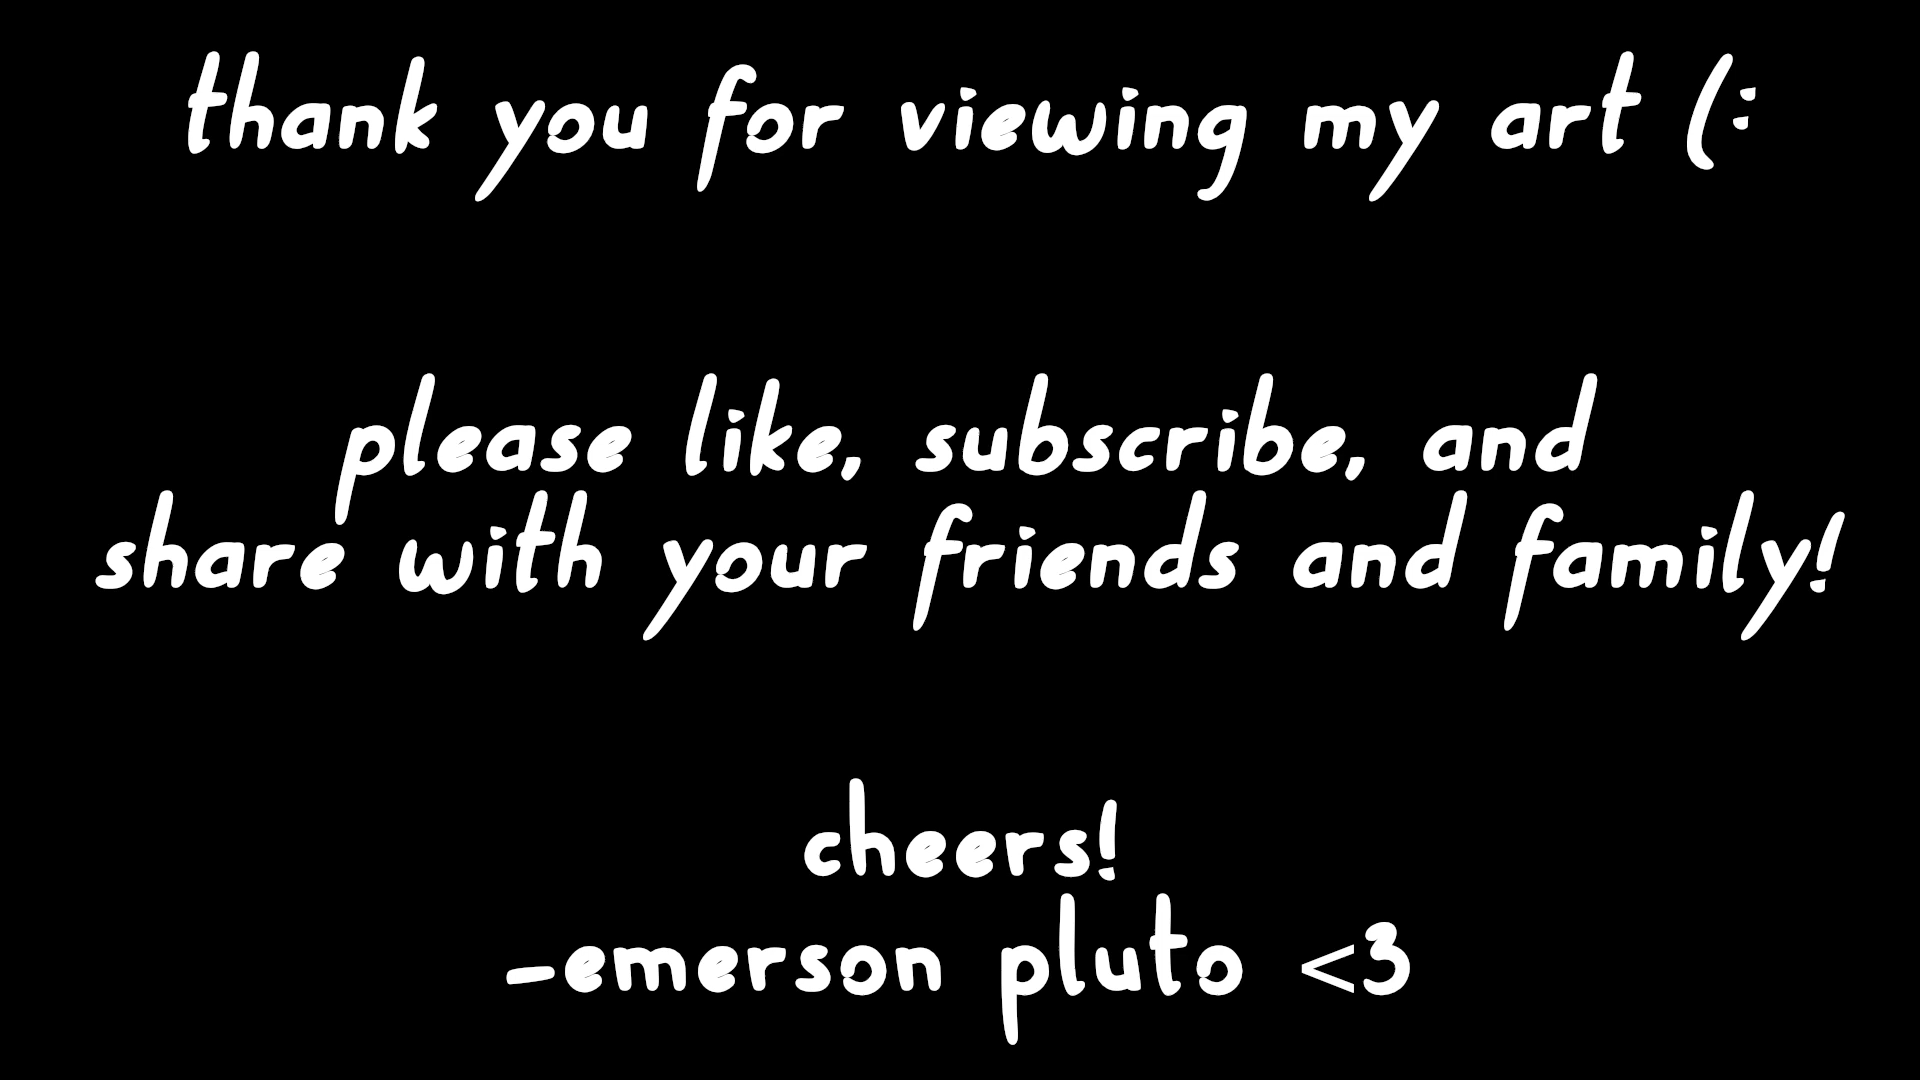 thank you for viewing my art (:
please like, subscribe, and
share with your friends and family!
cheers!
-emerson pluto <3